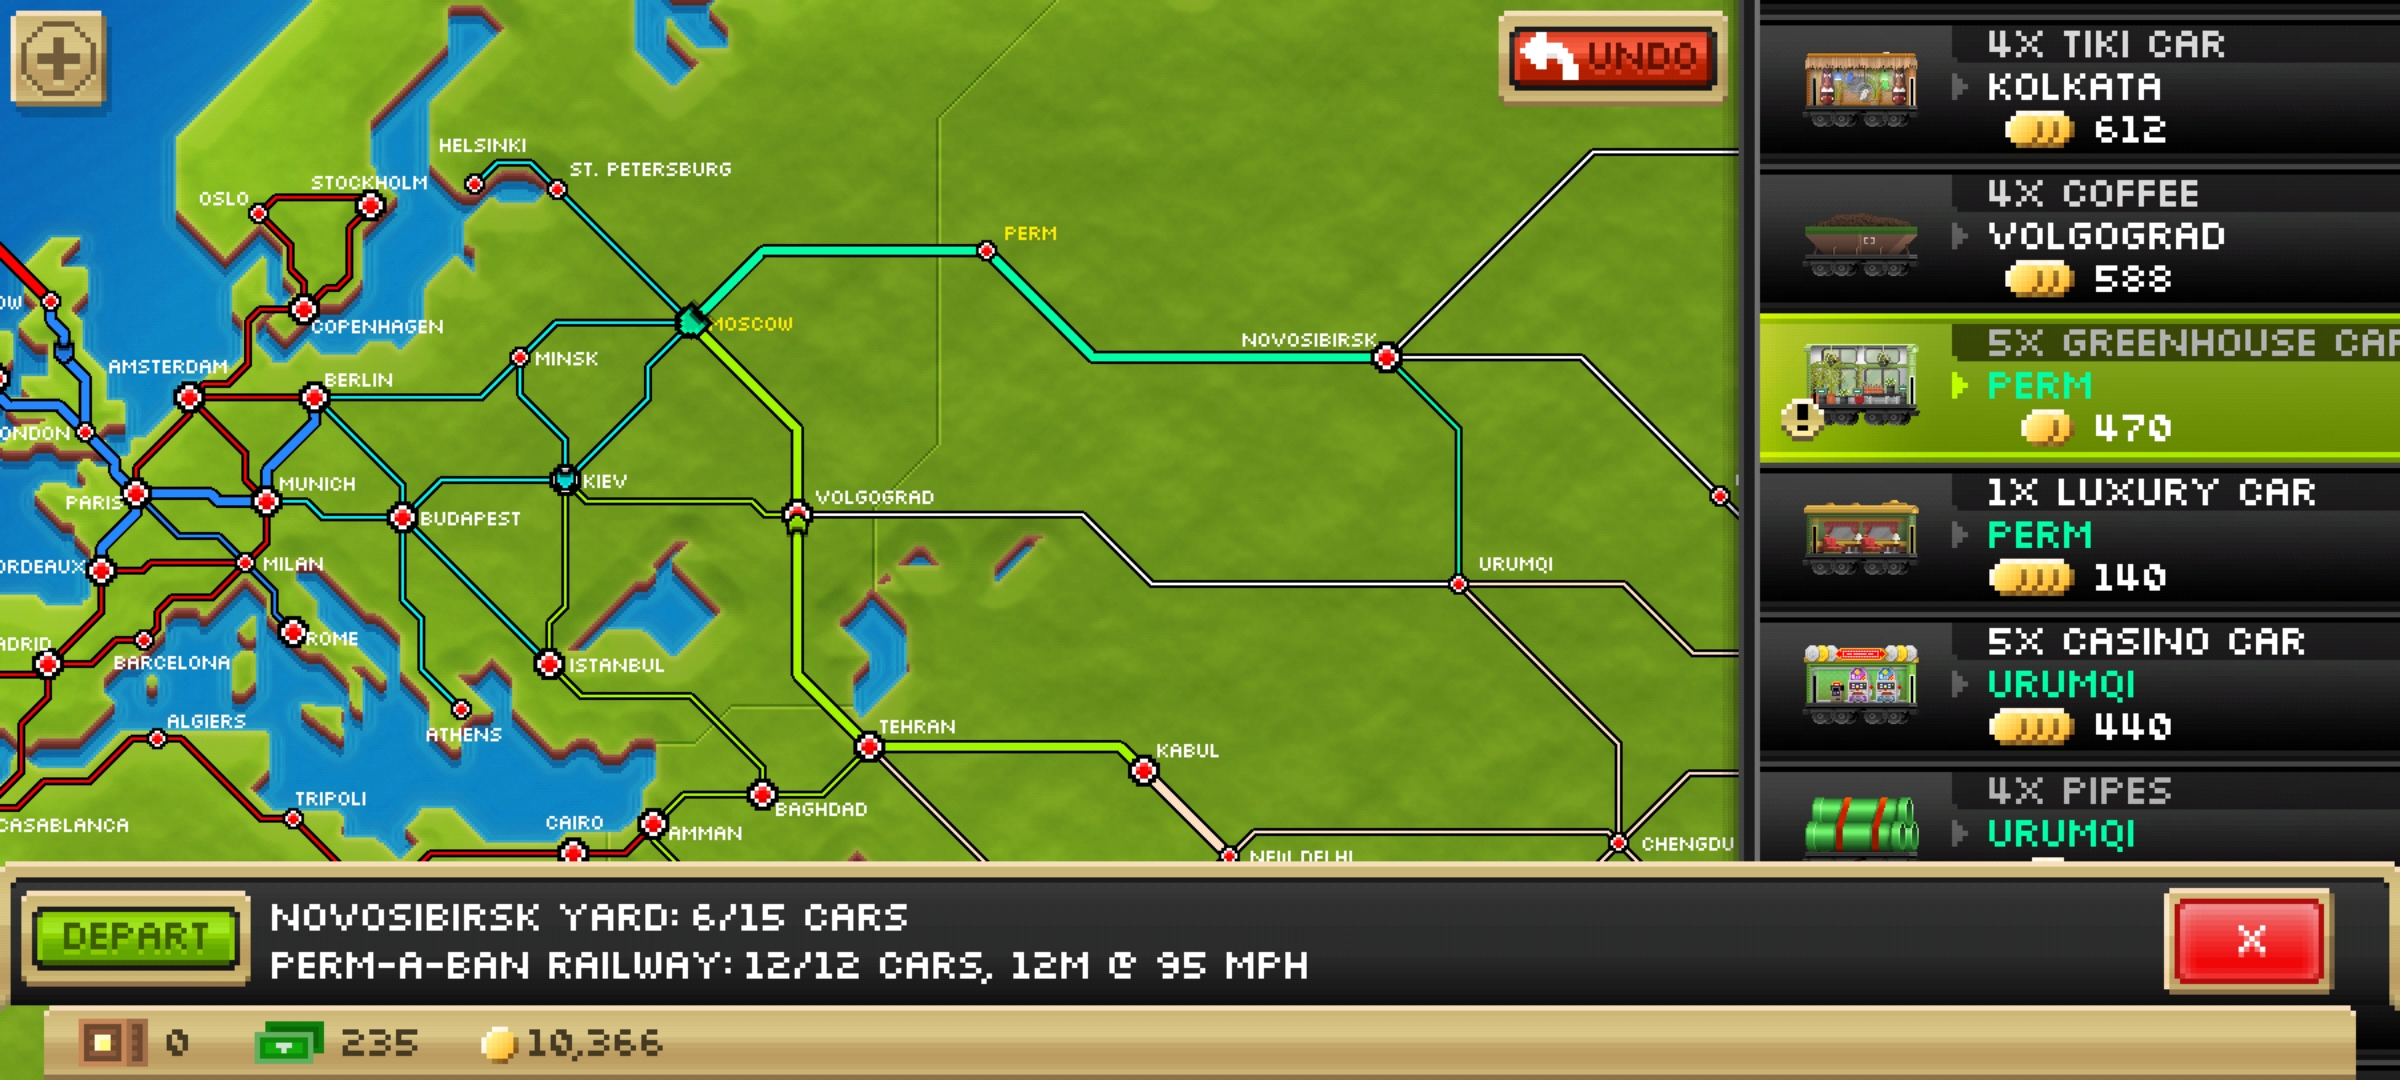 UNDO
HELSINKI
ST. PETERSBURG
STOCKHOLM
OSLO
PERM
MOSCOW
COPENHAGEN
NOVOSIBIRSK
MINSK
AMSTERDAM
BERLIN
ONDON
MUNICH
KIEV
PARIS
VOLGOGRAD
BUDAPEST
ORDEAUX
MILAN
URUMQI
ADRID
ROME
BARCELONA
ISTANBUL
ALGIERS
ATHENS
TEHRAN
KABUL
TRIPOLI
BAGHDAD
CASABLANCA
CAIRO
AMMAN
CHENGDU
NEW DELHI
4X TIKI CAR
KOLKATA
612
4X COFFEE
VOLGOGRAD
588
5X GREENHOUSE CAR
PERM
470
1X LUXURY CAR
PERM
140
5X CASINO CAR
URUMQI
440
4X PIPES
URUMQI
DEPART
NOVOSIBIRSK YARD: 6/15 CARS
PERM-A-BAN RAILWAY: 12/12 CARS, 12M @ 95 MPH
X
0
235
10,366